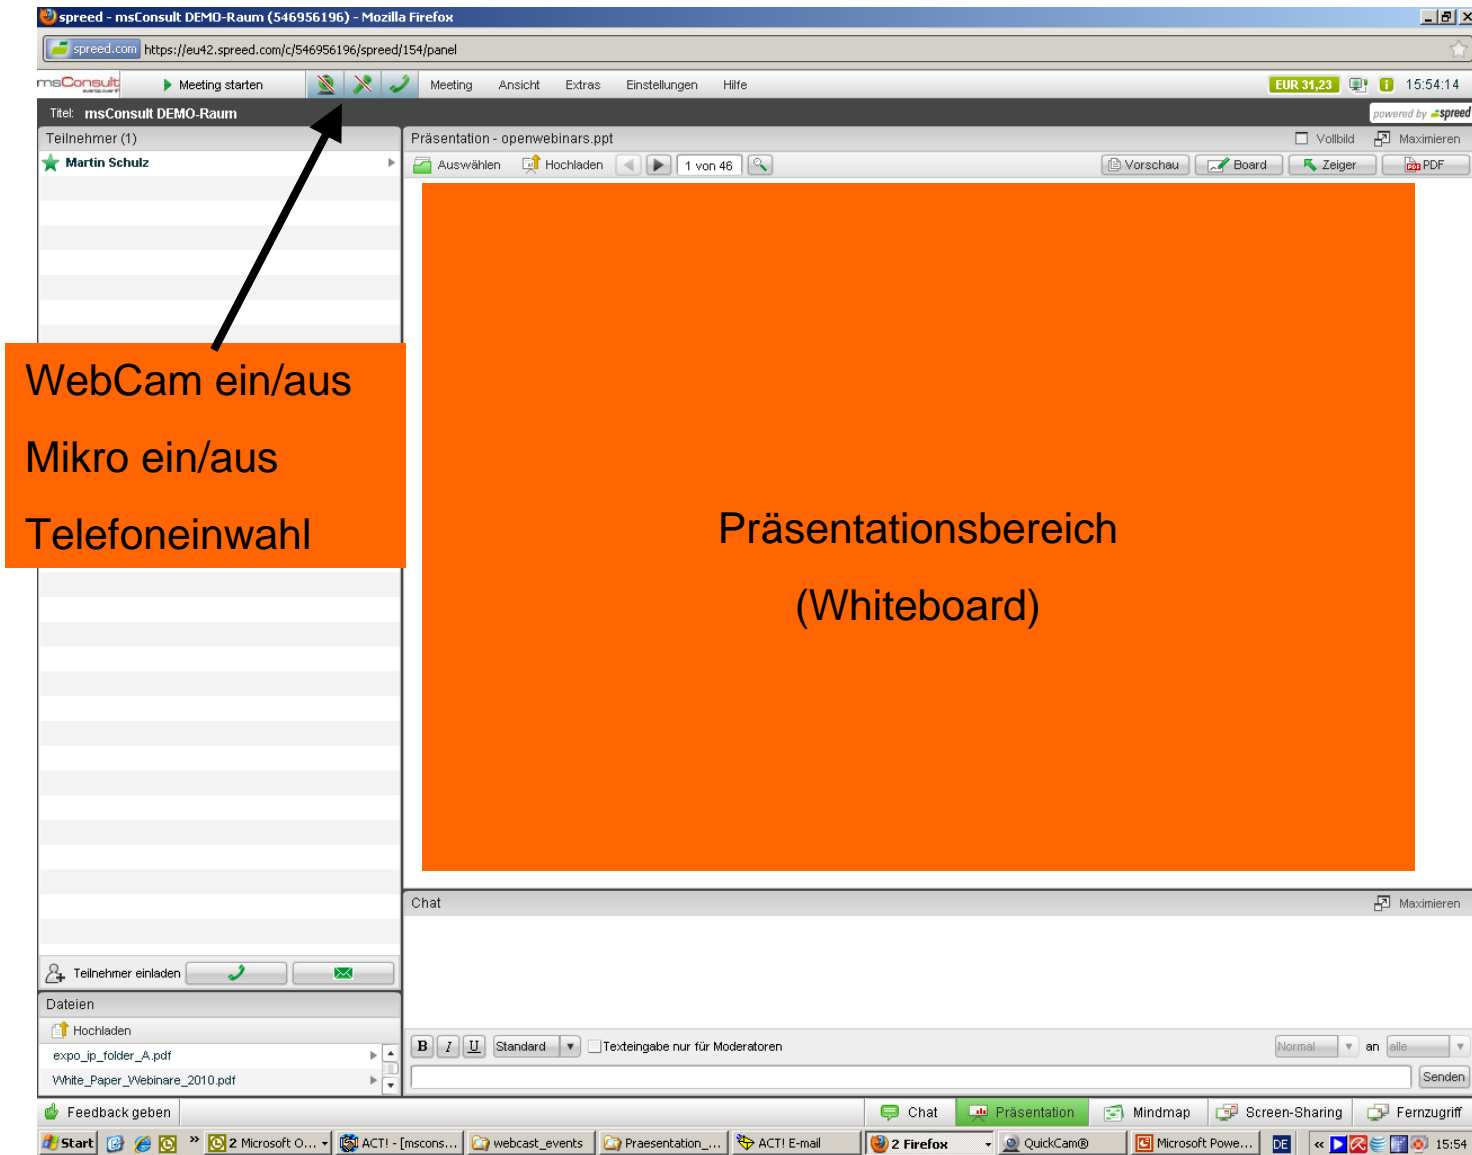 spreed - msConsult DEMO-Raum (546956196) - Mozilla Firefox
spreed.com https://eu42.spreed.com/c/546956196/spreed/154/panel
msConsult Meeting starten Meeting Ansicht Extras Einstellungen Hilfe EUR 31,23 15:54:14
Titel: msConsult DEMO-Raum powered by spreed
Teilnehmer (1) Präsentation - openwebinars.ppt Vollbild Maximieren
Martin Schulz Auswählen Hochladen 1 von 46 Vorschau Board Zeiger PDF
WebCam ein/aus
Mikro ein/aus
Telefoneinwahl
Präsentationsbereich
(Whiteboard)
Chat Maximieren
Teilnehmer einladen
Dateien
Hochladen
expo_ip_folder_A.pdf
White_Paper_Webinare_2010.pdf
B I U Standard Texteingabe nur für Moderatoren Normal an alle
Senden
Feedback geben Chat Präsentation Mindmap Screen-Sharing Fernzugriff
Start » 2 Microsoft O... ACT! - [mscons... webcast_events Praesentation_... ACT! E-mail 2 Firefox QuickCam® Microsoft Powe... DE « 15:54